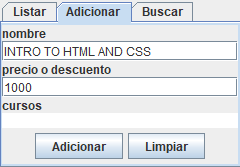 Listar Adicionar Buscar
nombre
INTRO TO HTML AND CSS
precio o descuento
1000
cursos
Adicionar Limpiar